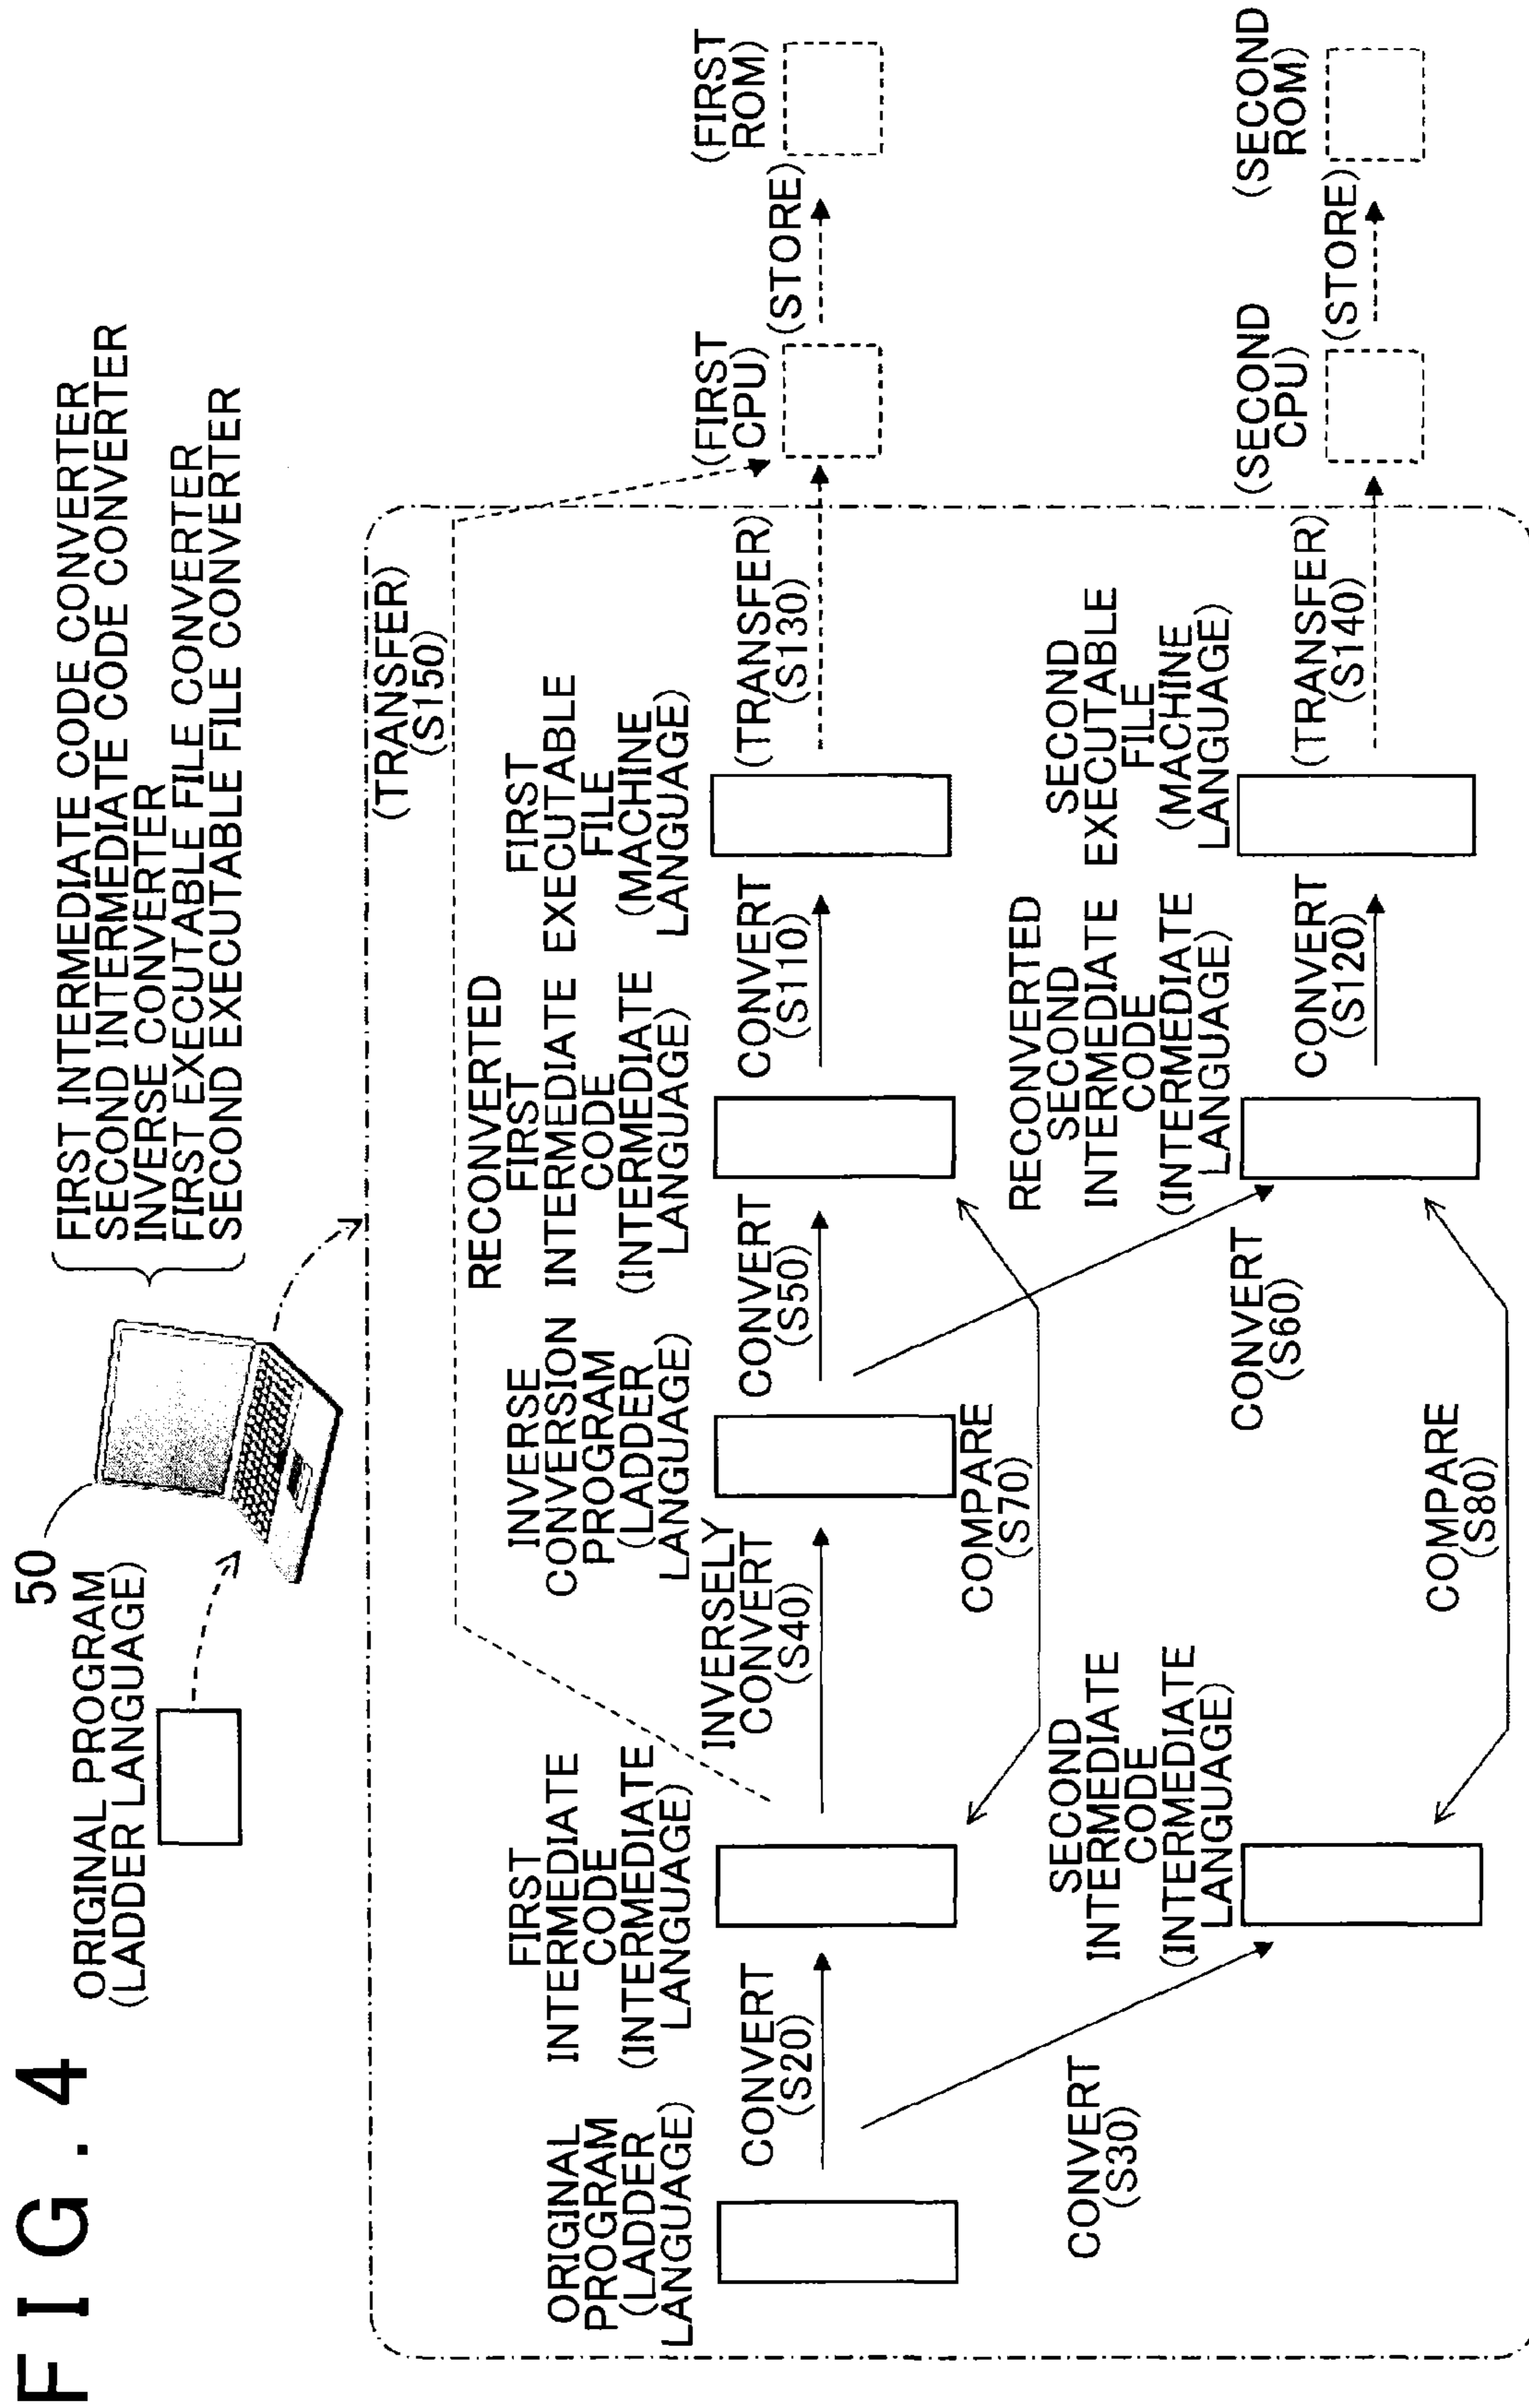 FIG. 4
50
ORIGINAL PROGRAM
(LADDER LANGUAGE)
FIRST INTERMEDIATE CODE CONVERTER
SECOND INTERMEDIATE CODE CONVERTER
INVERSE CONVERTER
FIRST EXECUTABLE FILE CONVERTER
SECOND EXECUTABLE FILE CONVERTER
(TRANSFER)
(S150)
ORIGINAL
PROGRAM
(LADDER
LANGUAGE)
CONVERT
(S20)
FIRST
INTERMEDIATE
CODE
(INTERMEDIATE
LANGUAGE)
INVERSELY
CONVERT
(S40)
INVERSE
CONVERSION
PROGRAM
(LADDER
LANGUAGE)
CONVERT
(S50)
RECONVERTED
FIRST
INTERMEDIATE
CODE
(INTERMEDIATE
LANGUAGE)
CONVERT
(S110)
FIRST
EXECUTABLE
FILE
(MACHINE
LANGUAGE)
(TRANSFER)
(S130)
(FIRST
CPU)
(STORE)
(FIRST
ROM)
CONVERT
(S30)
SECOND
INTERMEDIATE
CODE
(INTERMEDIATE
LANGUAGE)
COMPARE
(S70)
CONVERT
(S60)
COMPARE
(S80)
RECONVERTED
SECOND
INTERMEDIATE
CODE
(INTERMEDIATE
LANGUAGE)
CONVERT
(S120)
SECOND
EXECUTABLE
FILE
(MACHINE
LANGUAGE)
(TRANSFER)
(S140)
(SECOND
CPU)
(STORE)
(SECOND
ROM)